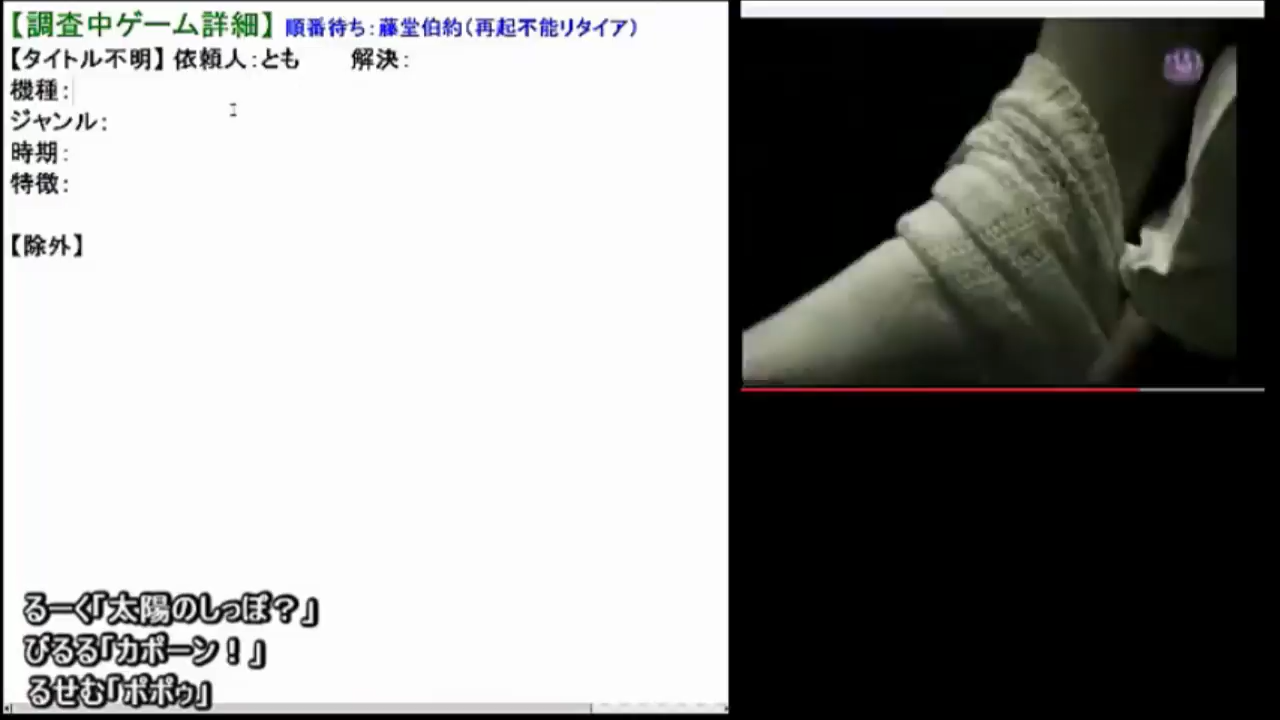 【調査中ゲーム詳細】 順番待ち：藤堂伯約（再起不能リタイア）
【タイトル不明】 依頼人：とも　　解決：
機種：
ジャンル：
時期：
特徴：
【除外】
るーく「太陽のしっぽ？」
ぴるる「カポーン！」
るせむ「ポポゥ」